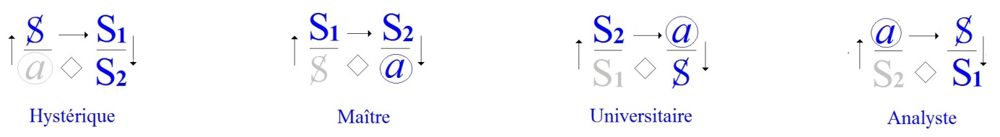 $ → S1 S1 → S2 S2 → a a → $
a ◇ S2 $ ◇ a S1 ◇ $ S2 ◇ S1
Hystérique Maître Universitaire Analyste